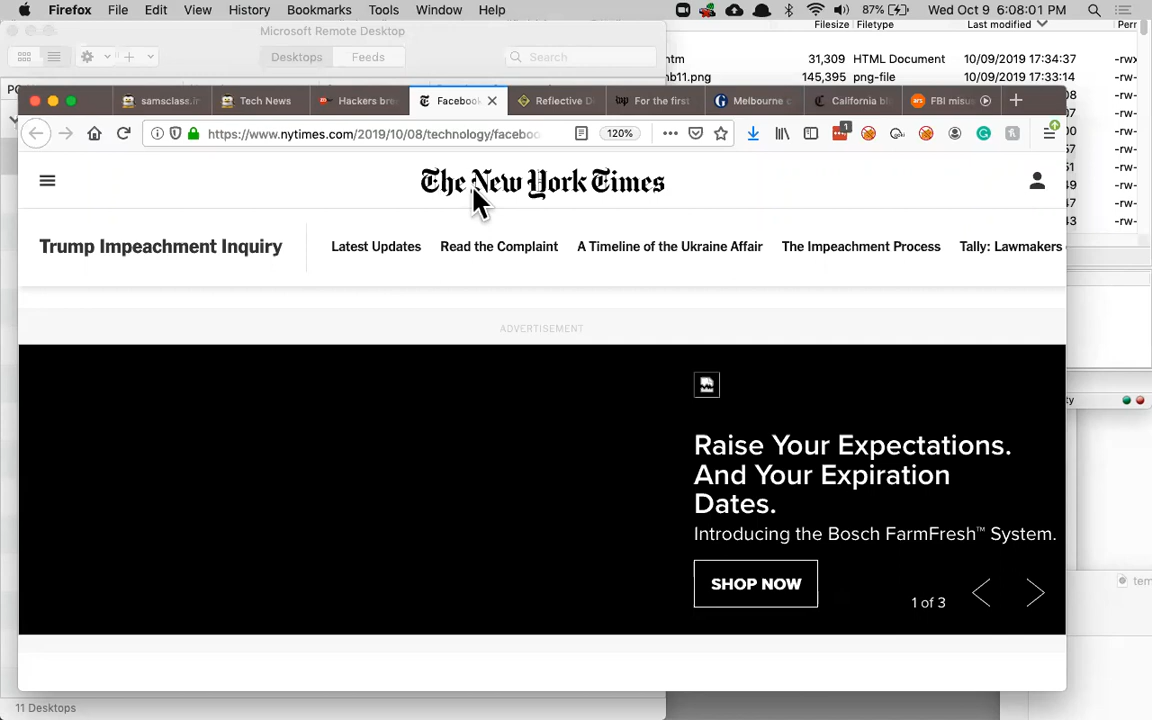 Firefox File Edit View History Bookmarks Tools Window Help 87% Wed Oct 9 6:08:01 PM
Microsoft Remote Desktop
Filesize Filetype Last modified
Desktops Feeds Search
31,309 HTML Document 10/09/2019 17:34:37
145,395 png-file 10/09/2019 17:33:14
samsclass.in Tech News Hackers bre Facebook Reflective D For the first Melbourne c California bl FBI misus
https://www.nytimes.com/2019/10/08/technology/facebo 120% 1
The New York Times
Trump Impeachment Inquiry Latest Updates Read the Complaint A Timeline of the Ukraine Affair The Impeachment Process Tally: Lawmakers
ADVERTISEMENT
Raise Your Expectations.
And Your Expiration
Dates.
Introducing the Bosch FarmFresh™ System.
SHOP NOW
1 of 3
11 Desktops